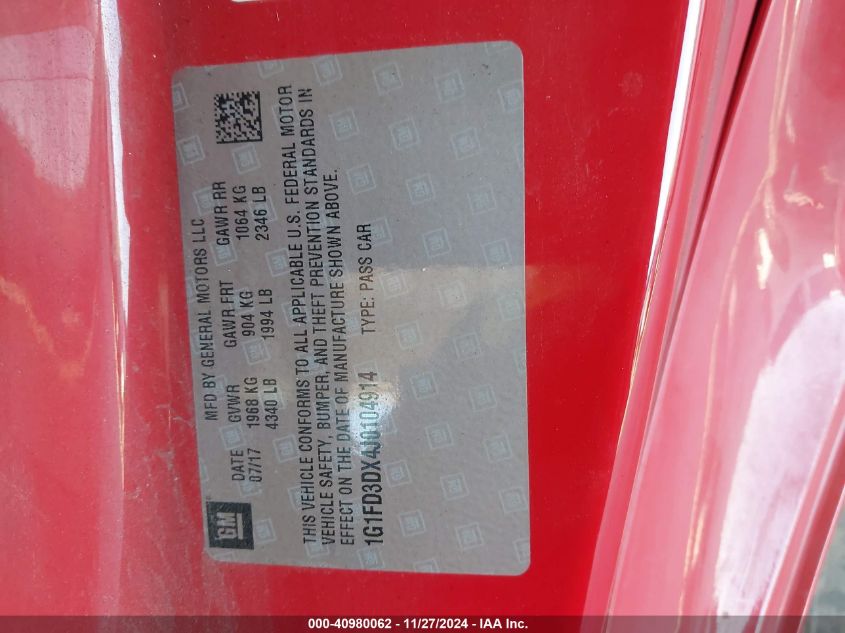 GM
MFD BY GENERAL MOTORS LLC
DATE GVWR GAWR FRT GAWR RR
07/17 1968 KG 904 KG 1064 KG
4340 LB 1994 LB 2346 LB
THIS VEHICLE CONFORMS TO ALL APPLICABLE U.S. FEDERAL MOTOR
VEHICLE SAFETY, BUMPER, AND THEFT PREVENTION STANDARDS IN
EFFECT ON THE DATE OF MANUFACTURE SHOWN ABOVE.
1G1FD3DX4J0104914 TYPE: PASS CAR
000-40980062 - 11/27/2024 - IAA Inc.